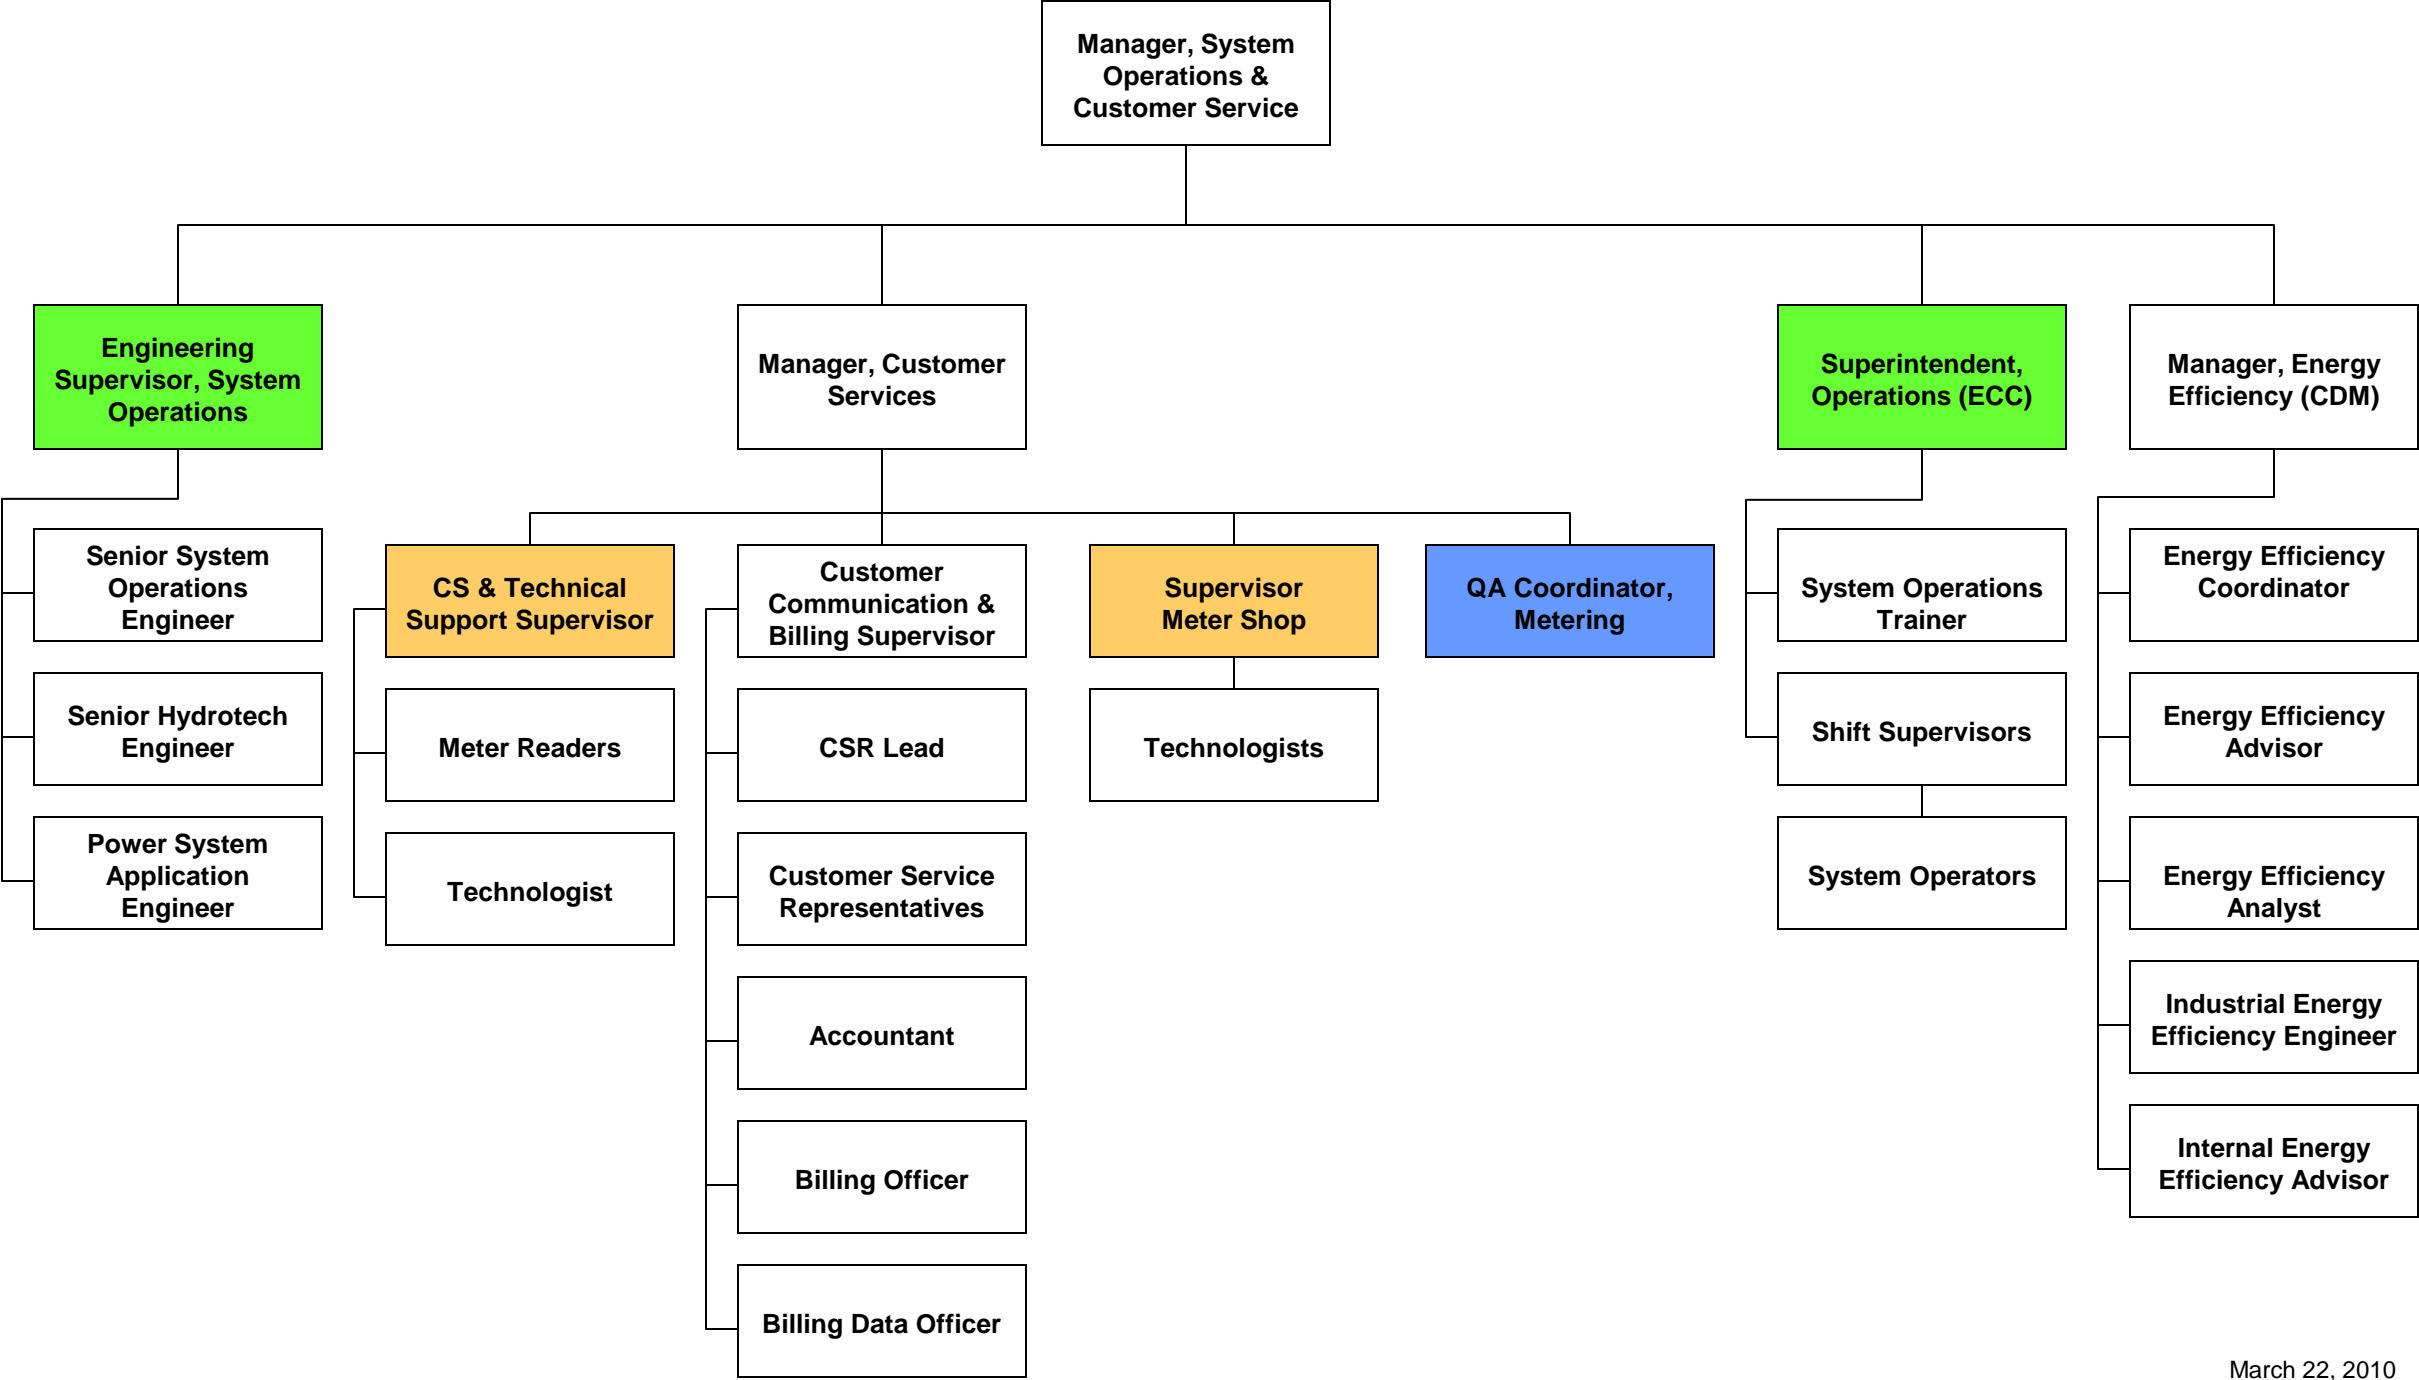 Manager, System
Operations &
Customer Service
Engineering
Supervisor, System
Operations
Manager, Customer
Services
Superintendent,
Operations (ECC)
Manager, Energy
Efficiency (CDM)
Senior System
Operations
Engineer
Senior Hydrotech
Engineer
Power System
Application
Engineer
CS & Technical
Support Supervisor
Meter Readers
Technologist
Customer
Communication &
Billing Supervisor
CSR Lead
Customer Service
Representatives
Accountant
Billing Officer
Billing Data Officer
Supervisor
Meter Shop
Technologists
QA Coordinator,
Metering
System Operations
Trainer
Shift Supervisors
System Operators
Energy Efficiency
Coordinator
Energy Efficiency
Advisor
Energy Efficiency
Analyst
Industrial Energy
Efficiency Engineer
Internal Energy
Efficiency Advisor
March 22, 2010